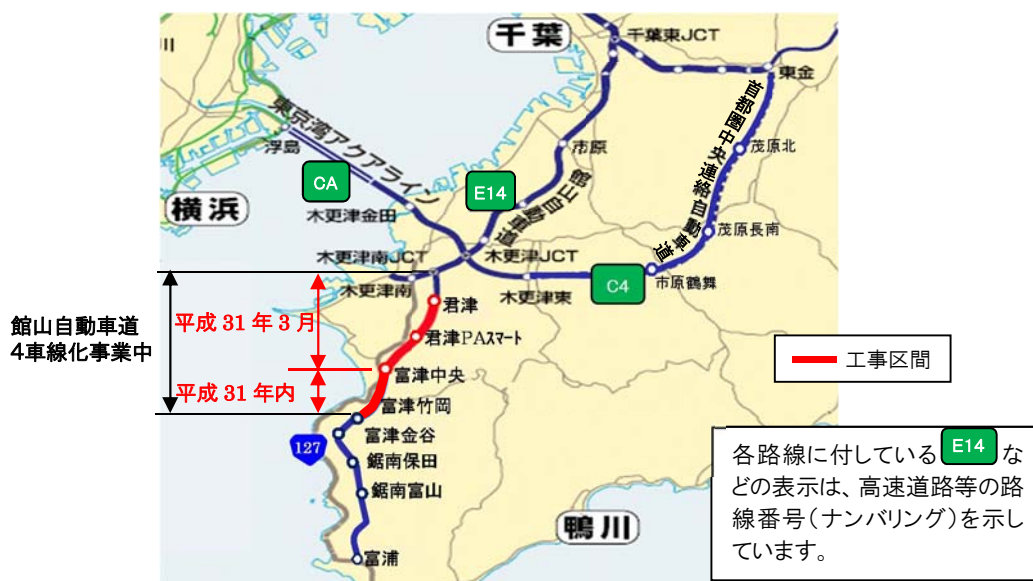 千葉
川
千葉東JCT
東金
東京湾アクアライン
首都圏中央連絡自動車道
浮島
市原
茂原北
CA
E14
館山自動車道
横浜
木更津金田
茂原長南
木更津南JCT
木更津JCT
市原鶴舞
木更津南
木更津東
C4
君津
館山自動車道
4車線化事業中
平成 31 年 3 月
君津PAスマート
工事区間
富津中央
平成 31 年内
富津竹岡
富津金谷
127
鋸南保田
鋸南富山
鴨川
富浦
各路線に付している E14 な
どの表示は、高速道路等の路
線番号(ナンバリング)を示し
ています。